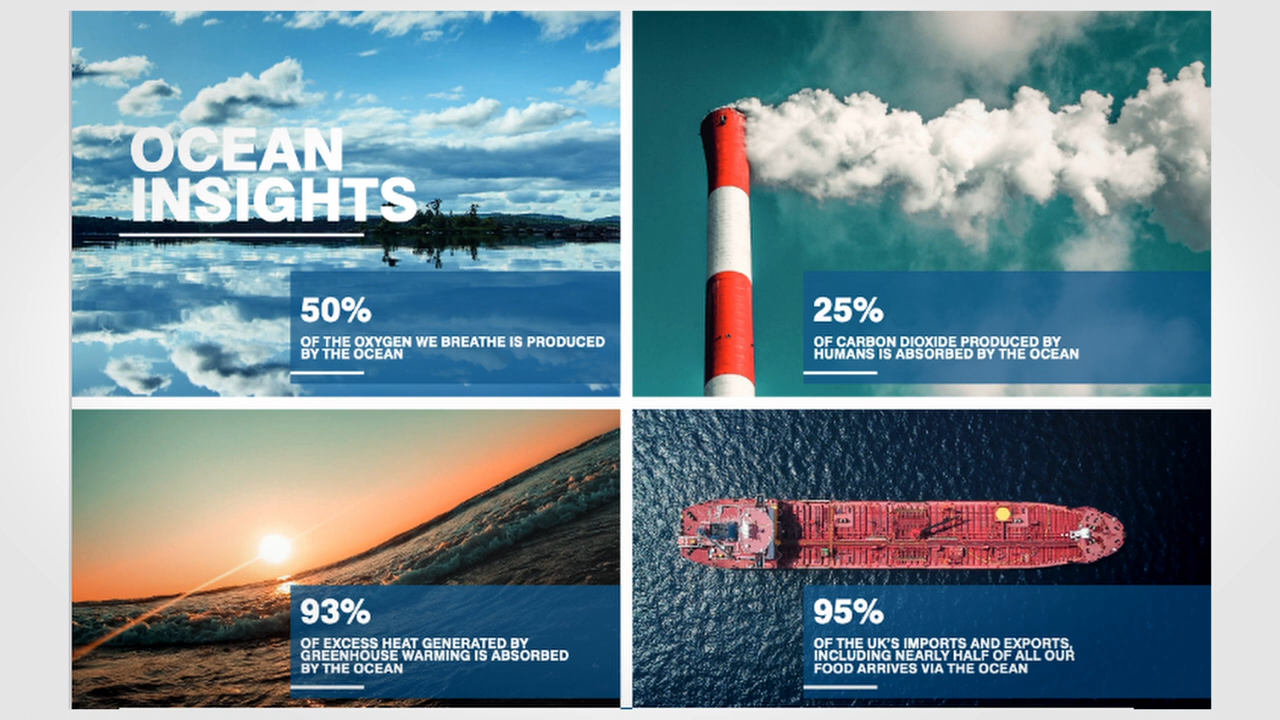 OCEAN
INSIGHTS
50%
OF THE OXYGEN WE BREATHE IS PRODUCED
BY THE OCEAN
25%
OF CARBON DIOXIDE PRODUCED BY
HUMANS IS ABSORBED BY THE OCEAN
93%
OF EXCESS HEAT GENERATED BY
GREENHOUSE WARMING IS ABSORBED
BY THE OCEAN
95%
OF THE UK'S IMPORTS AND EXPORTS,
INCLUDING NEARLY HALF OF ALL OUR
FOOD ARRIVES VIA THE OCEAN